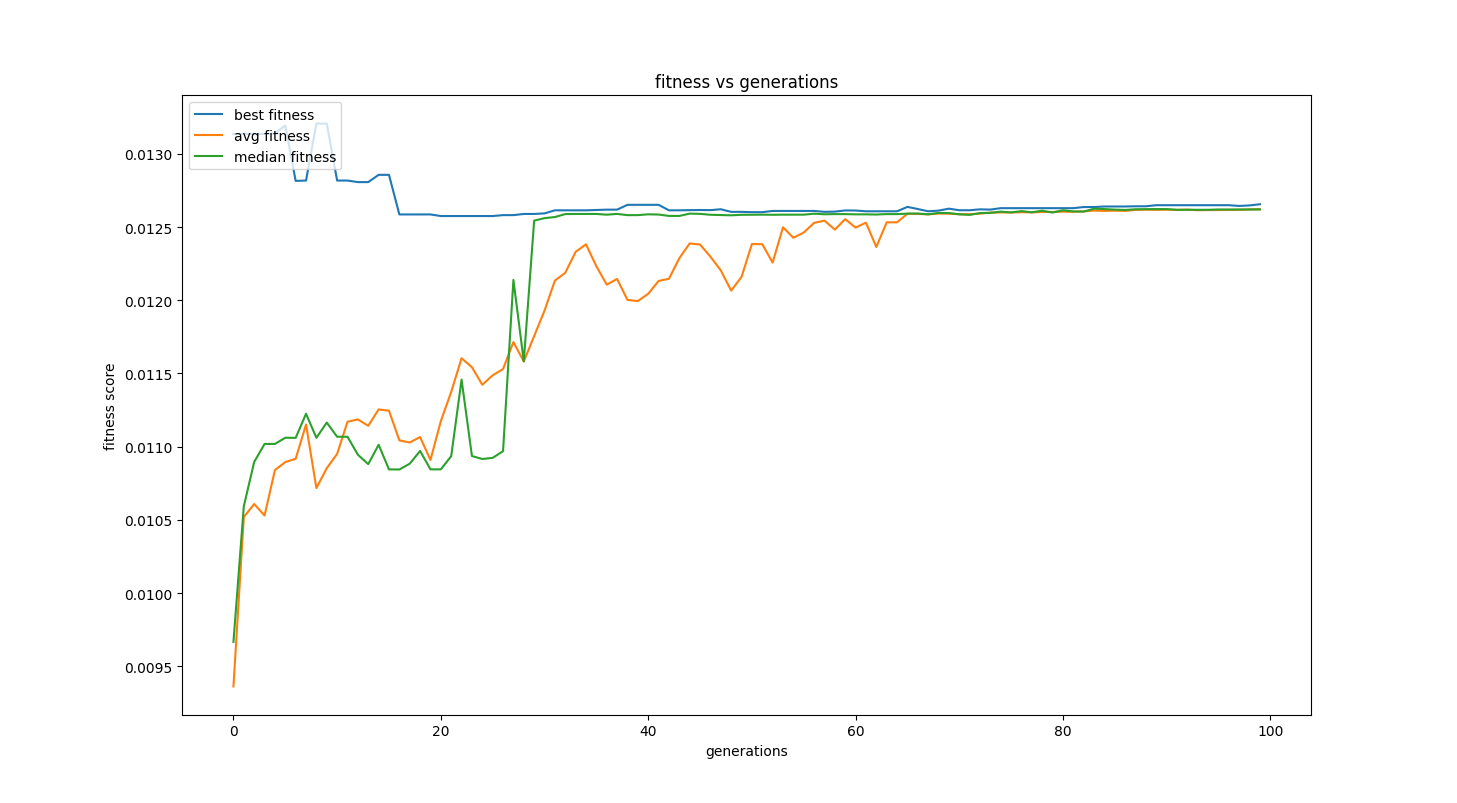 fitness vs generations
best fitness
avg fitness
median fitness
0.0130
0.0125
0.0120
0.0115
0.0110
0.0105
0.0100
0.0095
fitness score
0 20 40 60 80 100
generations